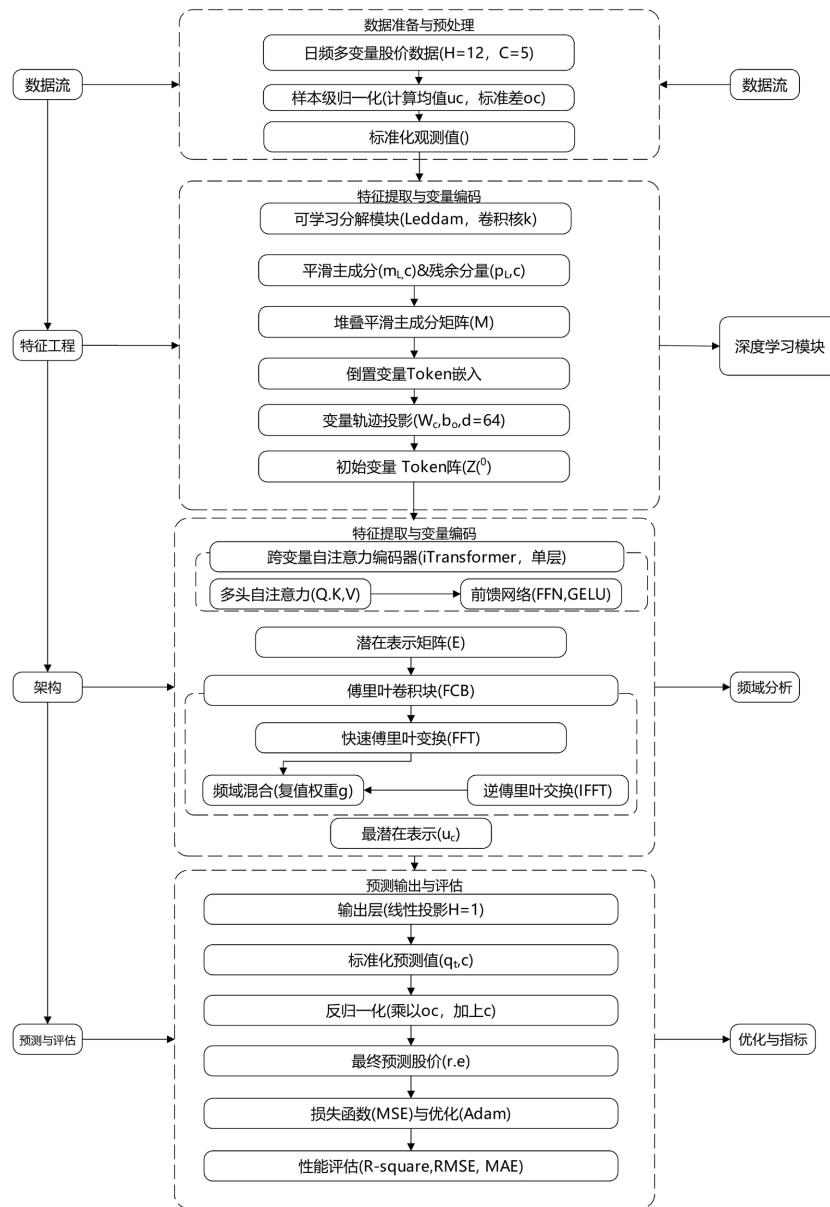 数据准备与预处理
日频多变量股价数据(H=12，C=5)
数据流
样本级归一化(计算均值uc，标准差oc)
数据流
标准化观测值()
特征提取与变量编码
可学习分解模块(Leddam，卷积核k)
平滑主成分(mL,c)&残余分量(pL,c)
堆叠平滑主成分矩阵(M)
特征工程
深度学习模块
倒置变量Token嵌入
变量轨迹投影(Wc,bo,d=64)
初始变量 Token阵(Z(0)
特征提取与变量编码
跨变量自注意力编码器(iTransformer，单层)
多头自注意力(Q.K,V)
前馈网络(FFN,GELU)
潜在表示矩阵(E)
架构
傅里叶卷积块(FCB)
频域分析
快速傅里叶变换(FFT)
频域混合(复值权重g)
逆傅里叶交换(IFFT)
最潜在表示(uc)
预测输出与评估
输出层(线性投影H=1)
标准化预测值(qt,c)
反归一化(乘以oc，加上c)
预测与评估
优化与指标
最终预测股价(r.e)
损失函数(MSE)与优化(Adam)
性能评估(R-square,RMSE, MAE)